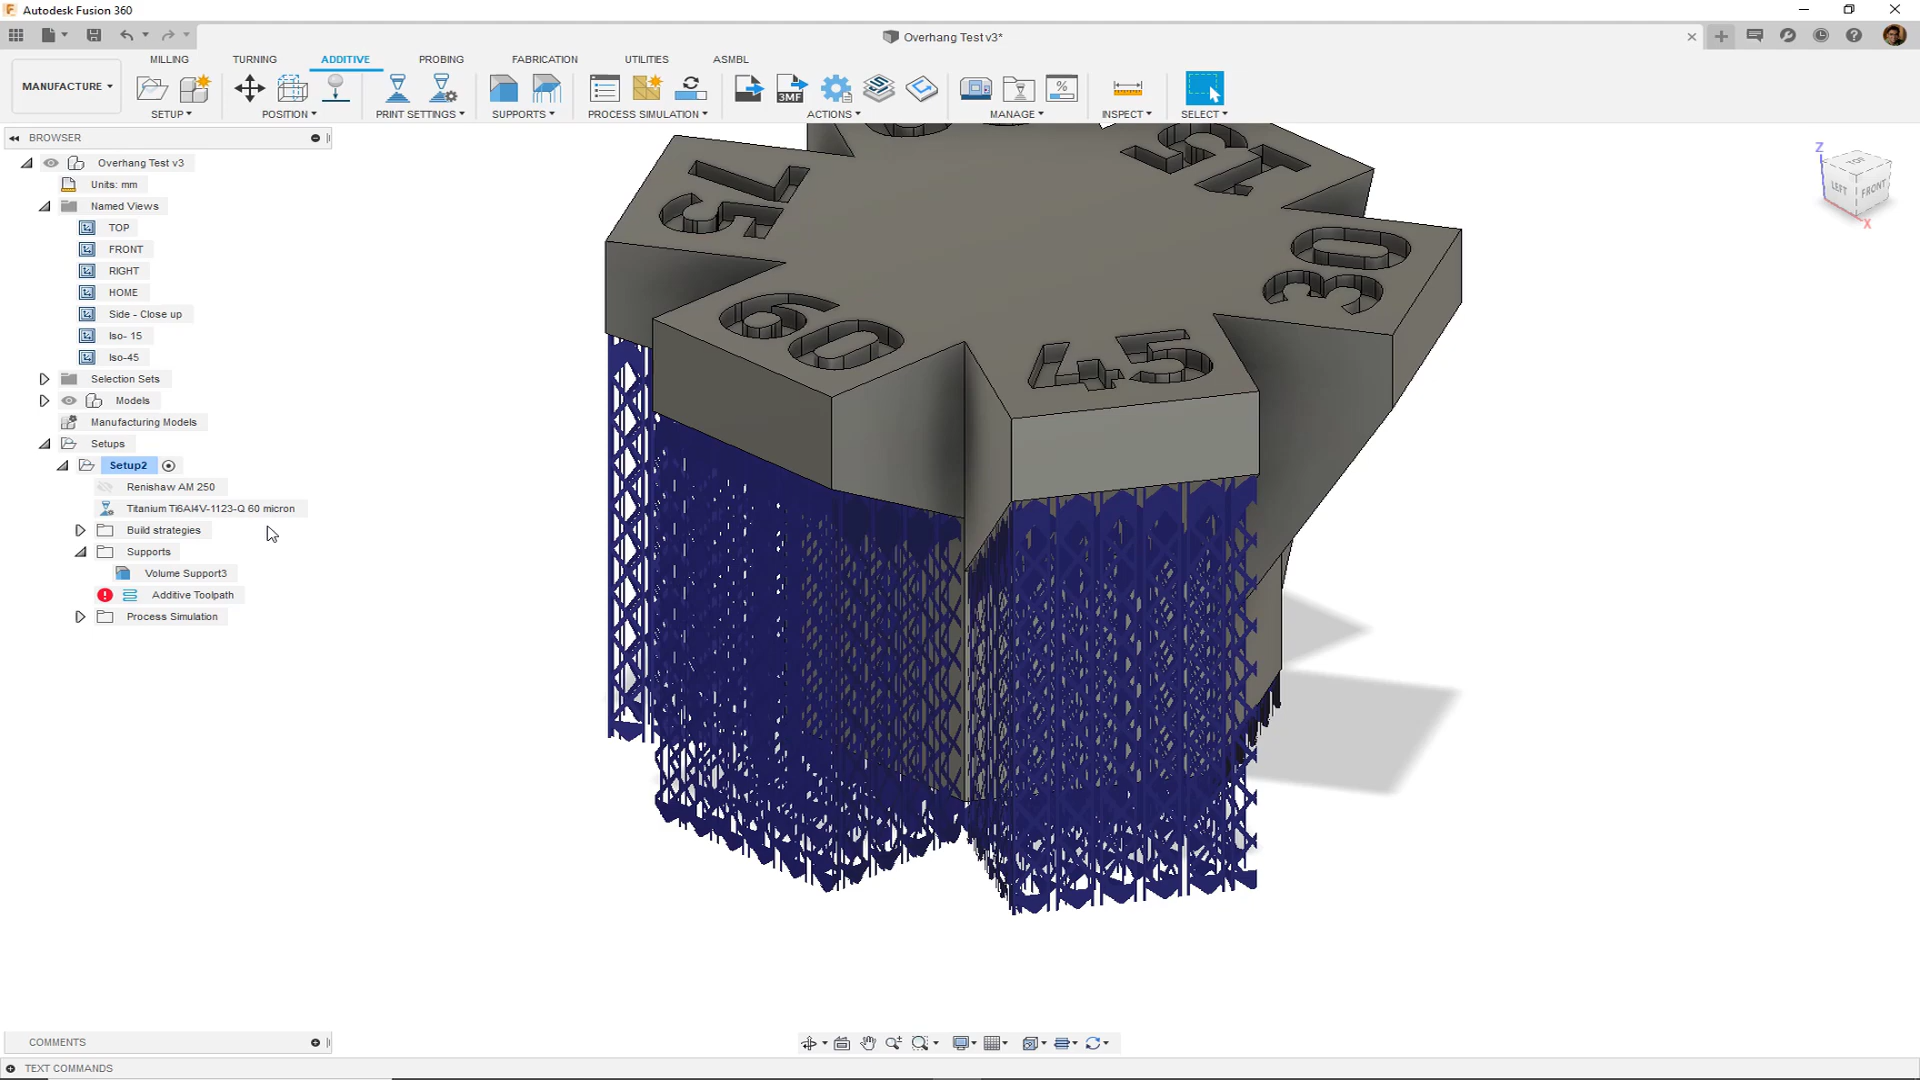 Autodesk Fusion 360
Overhang Test v3*
MILLING TURNING ADDITIVE PROBING FABRICATION UTILITIES ASMBL
MANUFACTURE
3MF %
SETUP POSITION PRINT SETTINGS SUPPORTS PROCESS SIMULATION ACTIONS MANAGE INSPECT SELECT
BROWSER
Overhang Test v3
Units: mm
Named Views
TOP
FRONT
RIGHT
HOME
Side - Close up
Iso- 15
Iso-45
Selection Sets
Models
Manufacturing Models
Setups
Setup2
Renishaw AM 250
Titanium Ti6Al4V-1123-Q 60 micron
Build strategies
Supports
Volume Support3
Additive Toolpath
Process Simulation
75
15
30
60
45
Z
TOP
LEFT FRONT
X
COMMENTS
TEXT COMMANDS